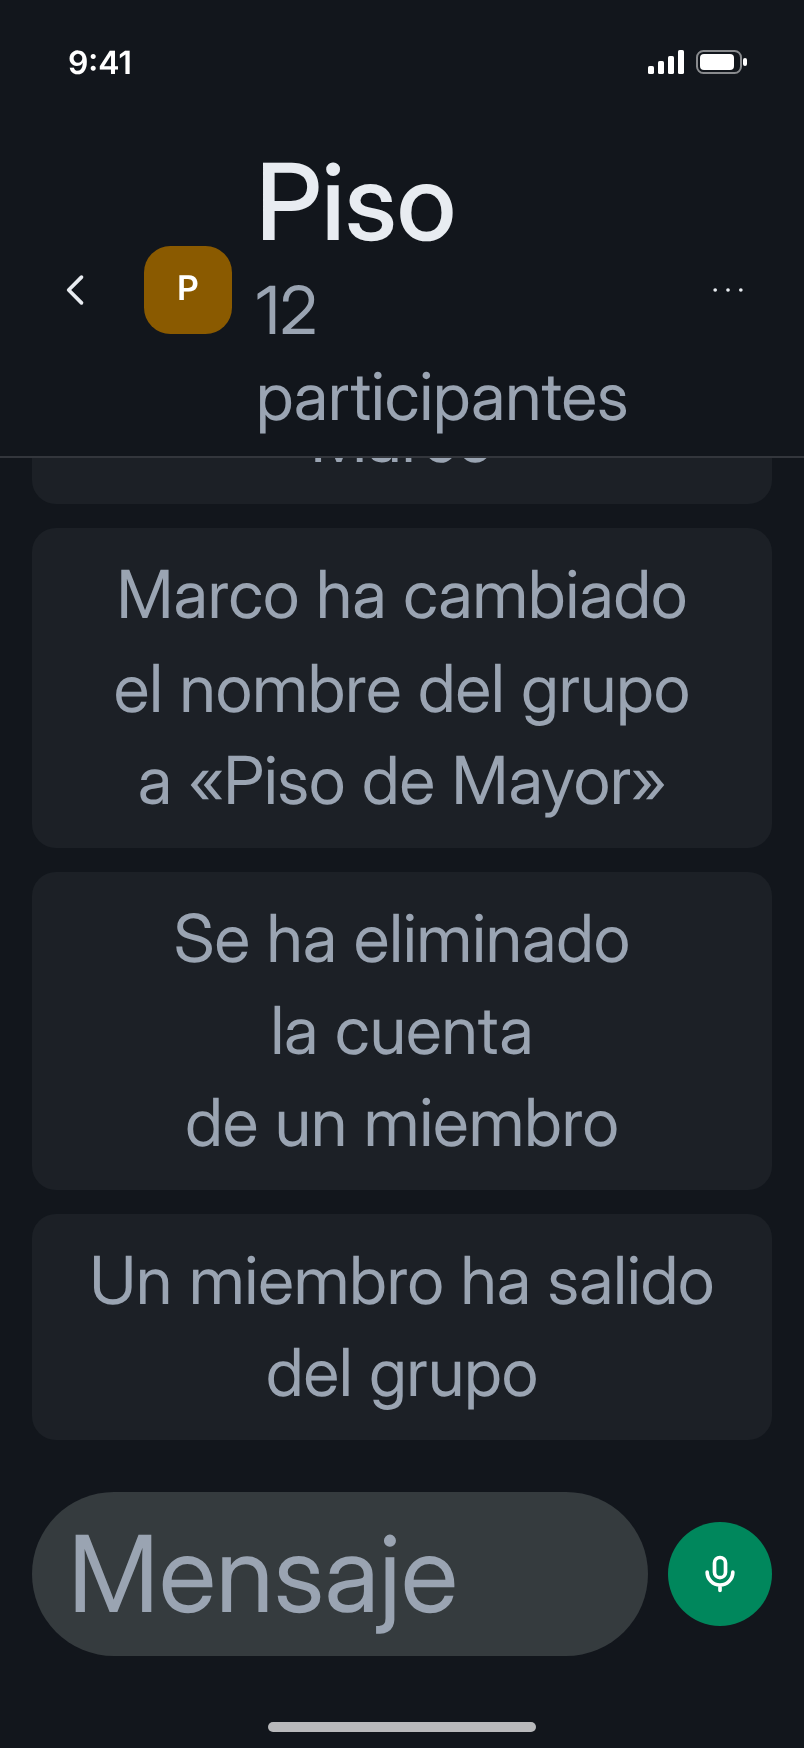 9:41
Piso
P
12
participantes
Marco ha cambiado
el nombre del grupo
a «Piso de Mayor»
Se ha eliminado
la cuenta
de un miembro
Un miembro ha salido
del grupo
Mensaje